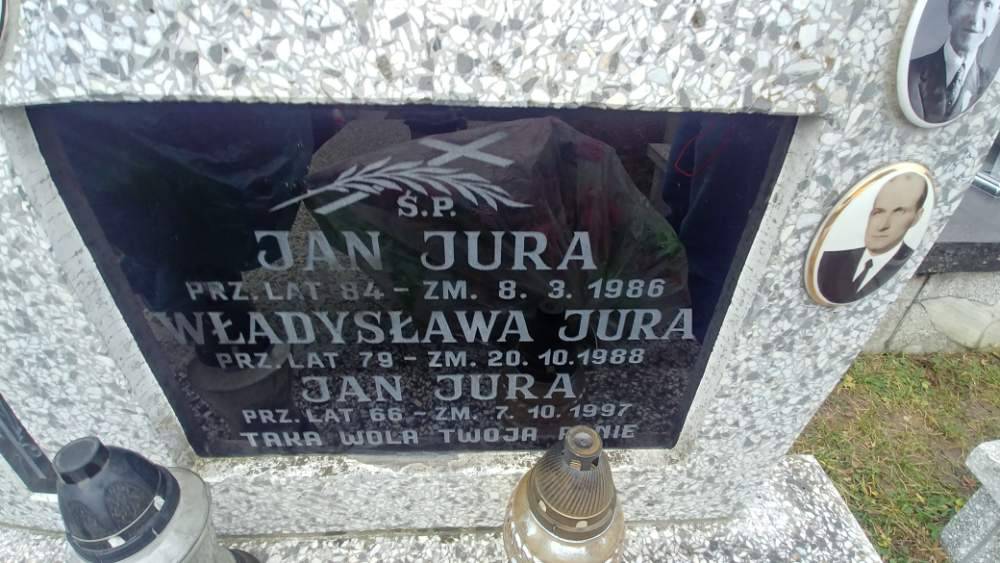 Ś.P.
JAN JURA
PRZ. LAT 84 - ZM. 8. 3. 1986
WŁADYSŁAWA JURA
PRZ. LAT 79 - ZM. 20. 10. 1988
JAN JURA
PRZ. LAT 66 - ZM. 7. 10. 1997
TAKA WOLA TWOJA PANIE